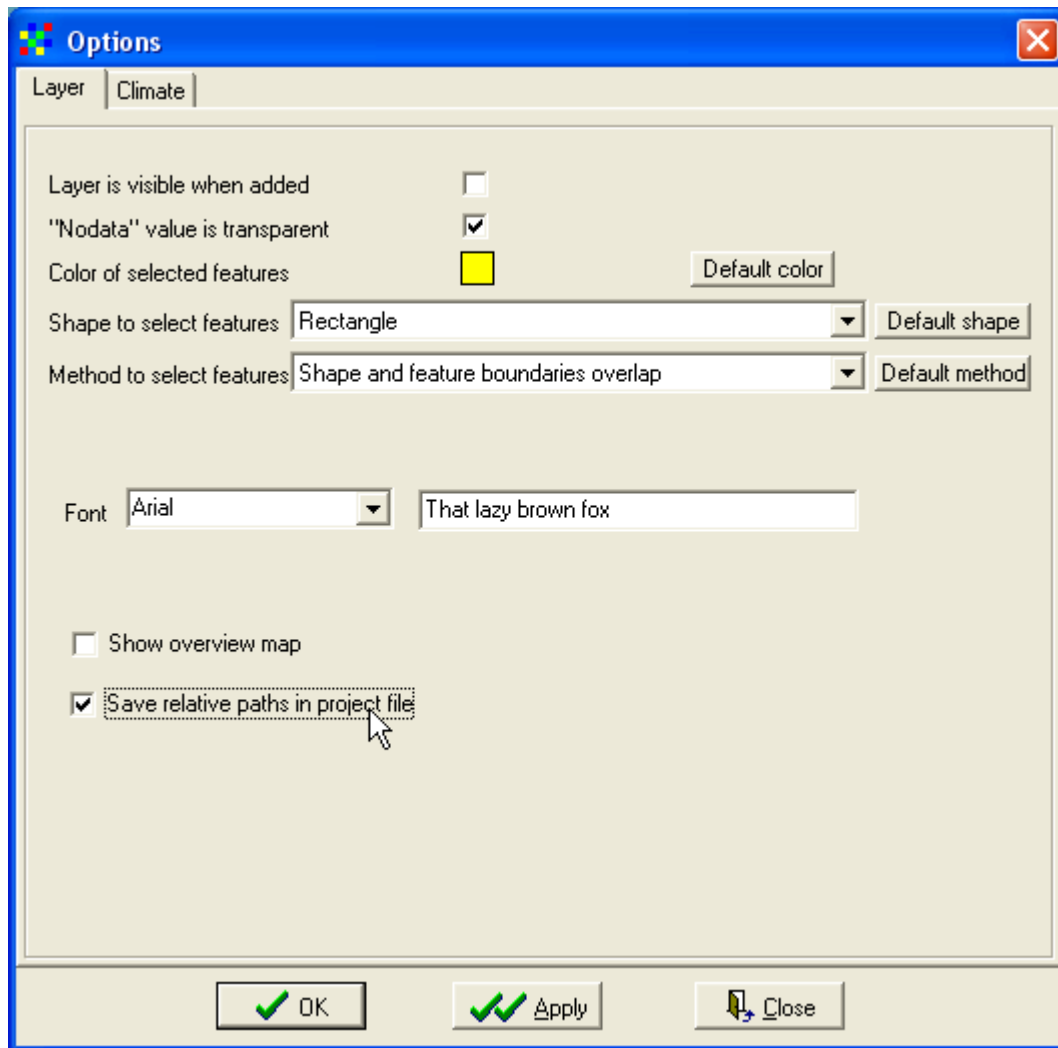 Options
Layer Climate
Layer is visible when added
"Nodata" value is transparent
Color of selected features Default color
Shape to select features Rectangle Default shape
Method to select features Shape and feature boundaries overlap Default method
Font Arial That lazy brown fox
Show overview map
Save relative paths in project file
OK Apply Close